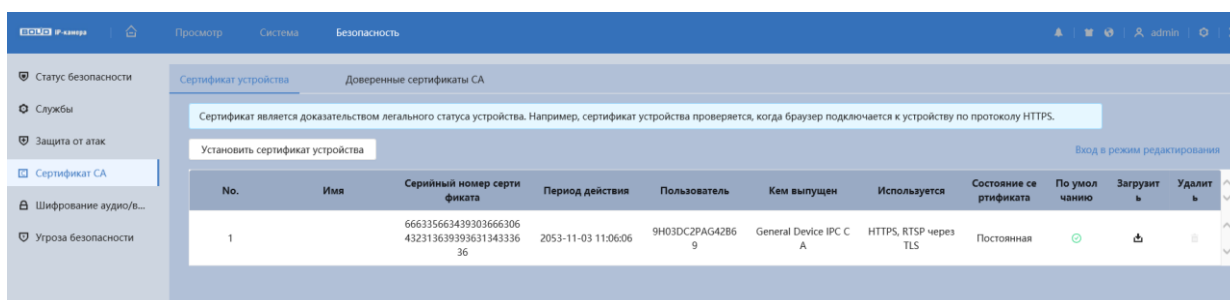 BOLID IP-камера Просмотр Система Безопасность admin
Статус безопасности
Службы
Защита от атак
Сертификат CA
Шифрование аудио/в...
Угроза безопасности
Сертификат устройства Доверенные сертификаты CA
Сертификат является доказательством легального статуса устройства. Например, сертификат устройства проверяется, когда браузер подключается к устройству по протоколу HTTPS.
Установить сертификат устройства Вход в режим редактирования
No. Имя Серийный номер серти Период действия Пользователь Кем выпущен Используется Состояние се По умол Загрузит Удалит
фиката ртификата чанию ь ь
666335663439303666306 9H03DC2PAG42B6 General Device IPC C HTTPS, RTSP через
1 432313639393631343336 2053-11-03 11:06:06 9 A TLS Постоянная
36